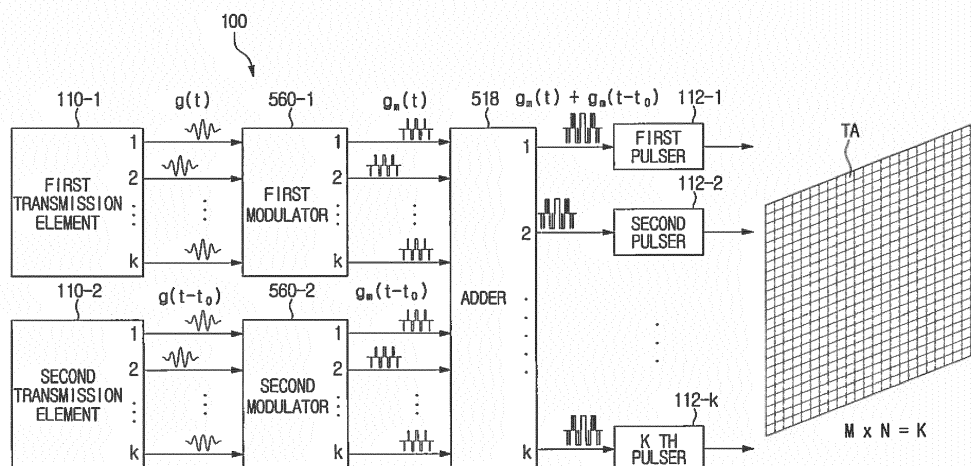 100
110-1 g(t) 560-1 gm(t) 518 gm(t) + gm(t-t0) 112-1
FIRST
TRANSMISSION
ELEMENT
1
2
k
FIRST
MODULATOR
1
2
k
ADDER
1
2
k
FIRST
PULSER
112-2
SECOND
PULSER
TA
110-2 g(t-t0) 560-2 gm(t-t0)
SECOND
TRANSMISSION
ELEMENT
1
2
k
SECOND
MODULATOR
1
2
k
112-k
K TH
PULSER
M x N = K